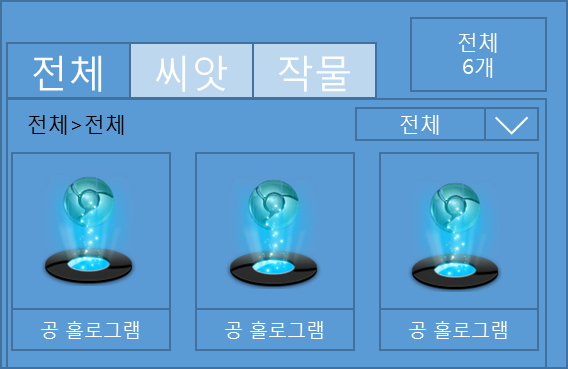 전체
6개
전체 씨앗 작물
전체>전체
전체
공 홀로그램 공 홀로그램 공 홀로그램